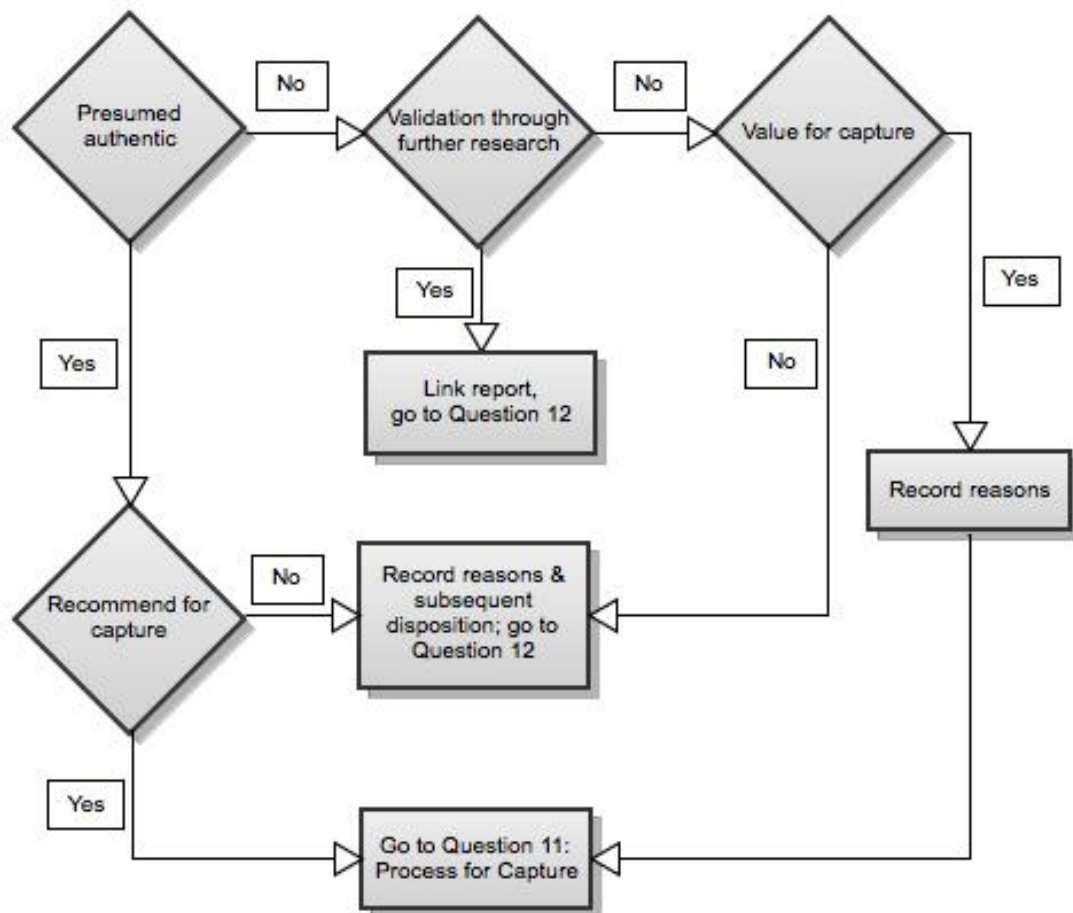 No
No
Presumed
authentic
Validation through
further research
Value for capture
Yes
Yes
Yes
No
Link report,
go to Question 12
Record reasons
No
Recommend for
capture
Record reasons &
subsequent
disposition; go to
Question 12
Yes
Go to Question 11:
Process for Capture